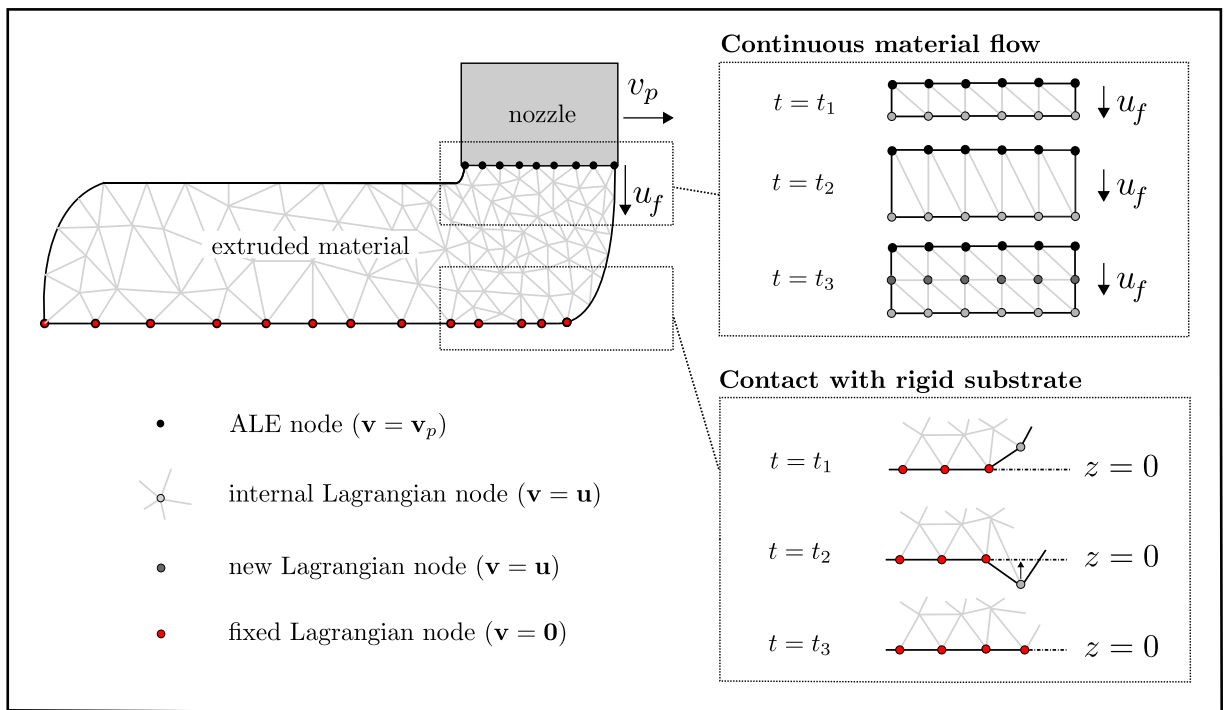 nozzle
v_p
u_f
extruded material
ALE node (v = v_p)
internal Lagrangian node (v = u)
new Lagrangian node (v = u)
fixed Lagrangian node (v = 0)
Continuous material flow
t = t_1
u_f
t = t_2
u_f
t = t_3
u_f
Contact with rigid substrate
t = t_1
z = 0
t = t_2
z = 0
t = t_3
z = 0